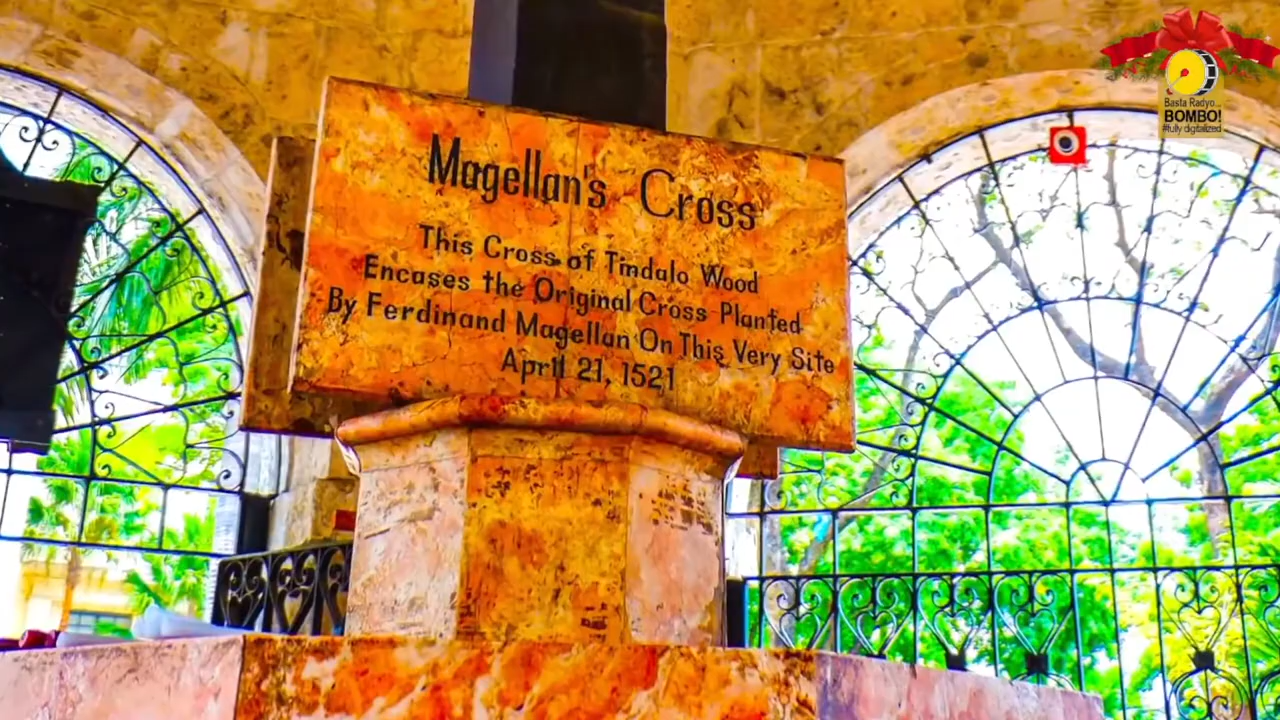 Magellan's Cross
This Cross of Tindalo Wood
Encases the Original Cross Planted
By Ferdinand Magellan On This Very Site
April 21, 1521
Basta Radyo...
BOMBO!
#fully digitalized